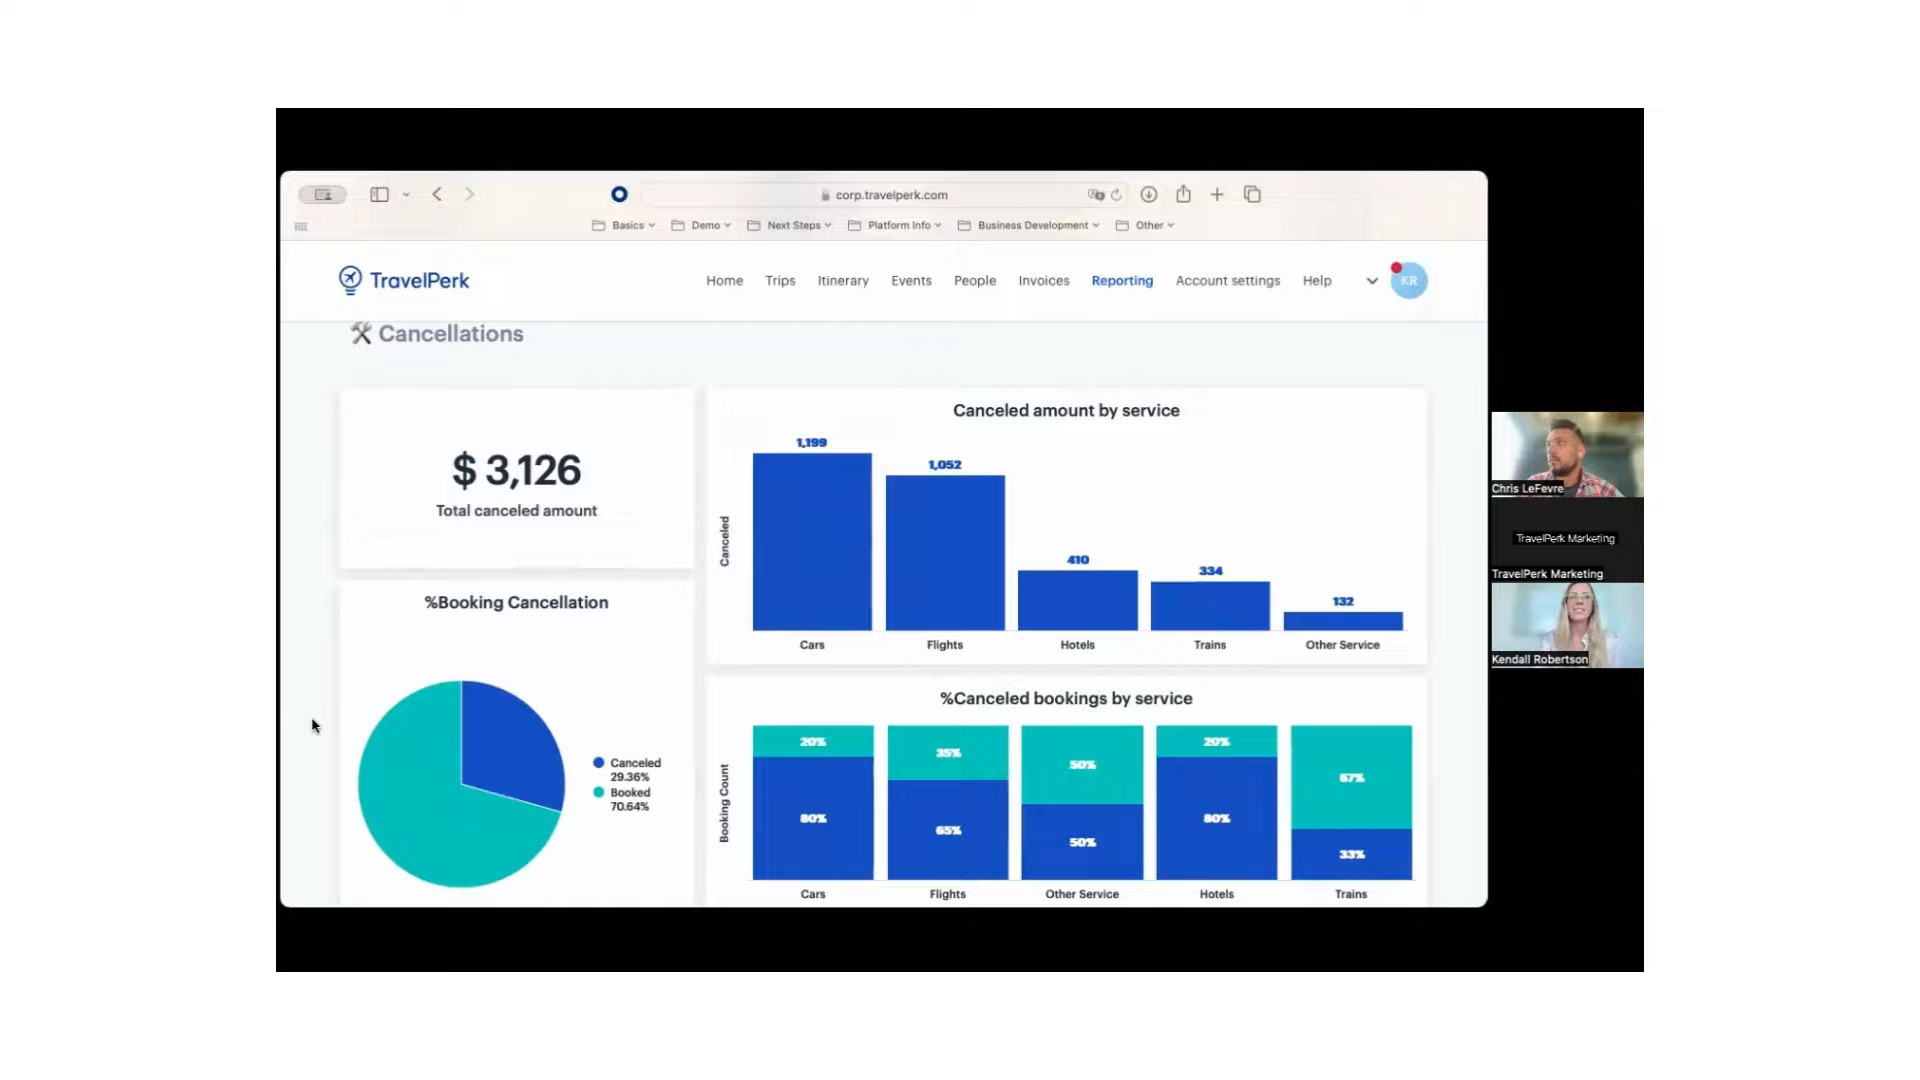 corp.travelperk.com
Basics
Demo
Next Steps
Platform Info
Business Development
Other
TravelPerk
Home
Trips
Itinerary
Events
People
Invoices
Reporting
Account settings
Help
KR
Cancellations
$ 3,126
Total canceled amount
Canceled amount by service
Canceled
1,199
1,052
410
334
132
Cars
Flights
Hotels
Trains
Other Service
%Booking Cancellation
Canceled
29.36%
Booked
70.64%
%Canceled bookings by service
Booking Count
20%
35%
50%
20%
67%
80%
65%
50%
80%
33%
Cars
Flights
Other Service
Hotels
Trains
Chris LeFevre
TravelPerk Marketing
TravelPerk Marketing
Kendall Robertson